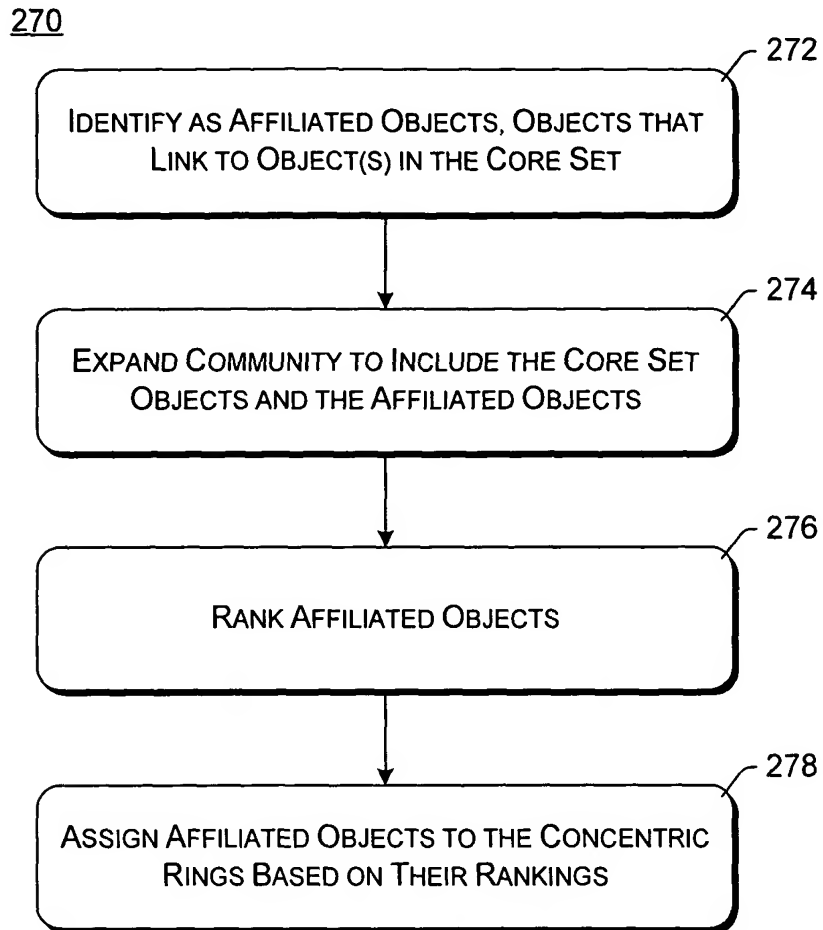 270
272
IDENTIFY AS AFFILIATED OBJECTS, OBJECTS THAT
LINK TO OBJECT(S) IN THE CORE SET
274
EXPAND COMMUNITY TO INCLUDE THE CORE SET
OBJECTS AND THE AFFILIATED OBJECTS
276
RANK AFFILIATED OBJECTS
278
ASSIGN AFFILIATED OBJECTS TO THE CONCENTRIC
RINGS BASED ON THEIR RANKINGS